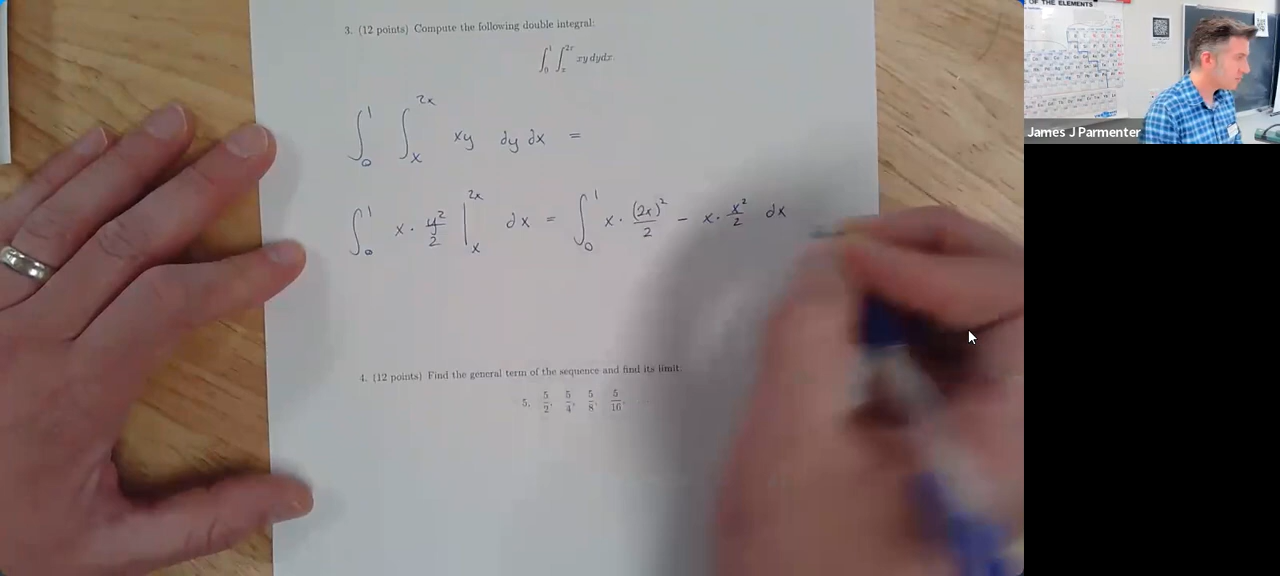 3. (12 points) Compute the following double integral:
∫₀¹ ∫ₓ²ˣ xy dydx
∫₀¹ ∫ₓ²ˣ xy dy dx =
∫₀¹ x · y²/2 |ₓ²ˣ dx = ∫₀¹ x · (2x)²/2 − x · x²/2 dx
4. (12 points) Find the general term of the sequence and find its limit:
5, 5/2, 5/4, 5/8, 5/16, ...
OF THE ELEMENTS
James J Parmenter